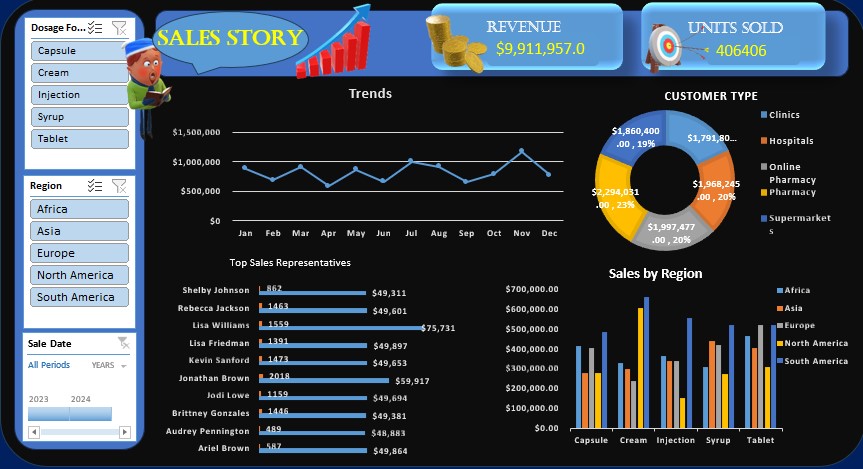 Dosage Fo...
Capsule
Cream
Injection
Syrup
Tablet
Region
Africa
Asia
Europe
North America
South America
Sale Date
All Periods
YEARS
2023
2024
SALES STORY
REVENUE
$9,911,957.0
UNITS SOLD
406406
Trends
$1,500,000
$1,000,000
$500,000
$0
Jan Feb Mar Apr May Jun Jul Aug Sep Oct Nov Dec
CUSTOMER TYPE
$1,860,400
.00 , 19%
$1,791,80...
$1,968,245
.00 , 20%
$1,997,477
.00 , 20%
$2,294,031
.00 , 23%
Clinics
Hospitals
Online
Pharmacy
Pharmacy
Supermarket
s
Top Sales Representatives
Shelby Johnson 862 $49,311
Rebecca Jackson 1463 $49,601
Lisa Williams 1559 $75,731
Lisa Friedman 1391 $49,897
Kevin Sanford 1473 $49,653
Jonathan Brown 2018 $59,917
Jodi Lowe 1159 $49,694
Brittney Gonzales 1446 $49,381
Audrey Pennington 489 $48,883
Ariel Brown 587 $49,864
Sales by Region
$700,000.00
$600,000.00
$500,000.00
$400,000.00
$300,000.00
$200,000.00
$100,000.00
$0.00
Capsule Cream Injection Syrup Tablet
Africa
Asia
Europe
North America
South America